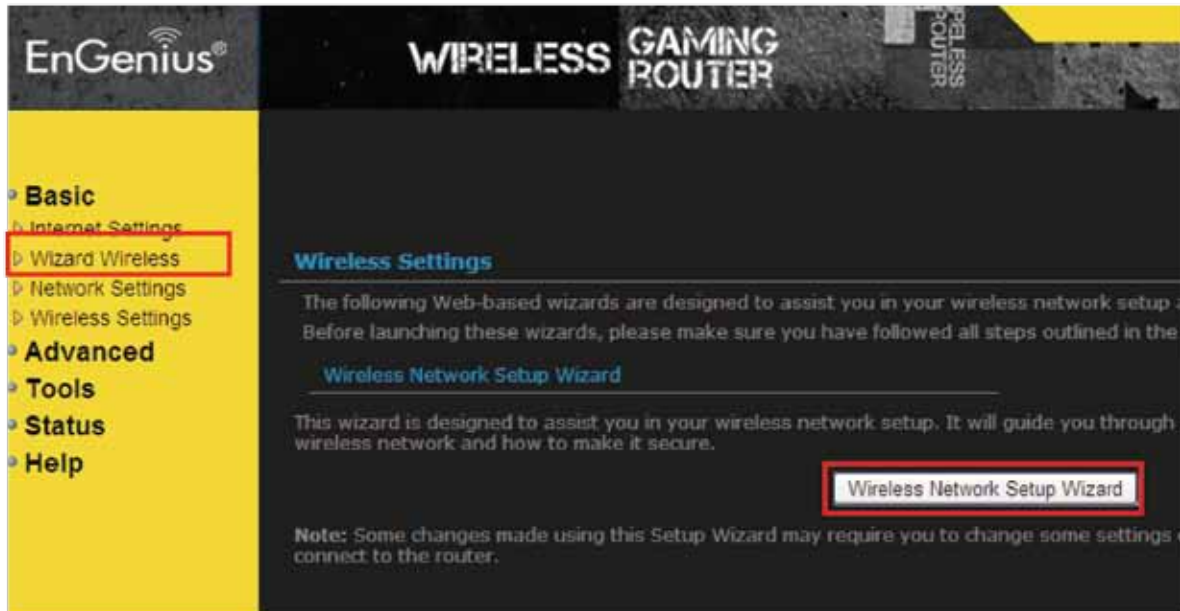 EnGenius®
WIRELESS GAMING ROUTER
WIRELESS
ROUTER
Basic
Internet Settings
Wizard Wireless
Network Settings
Wireless Settings
Advanced
Tools
Status
Help
Wireless Settings
The following Web-based wizards are designed to assist you in your wireless network setup
Before launching these wizards, please make sure you have followed all steps outlined in the
Wireless Network Setup Wizard
This wizard is designed to assist you in your wireless network setup. It will guide you through
wireless network and how to make it secure.
Wireless Network Setup Wizard
Note: Some changes made using this Setup Wizard may require you to change some settings
connect to the router.